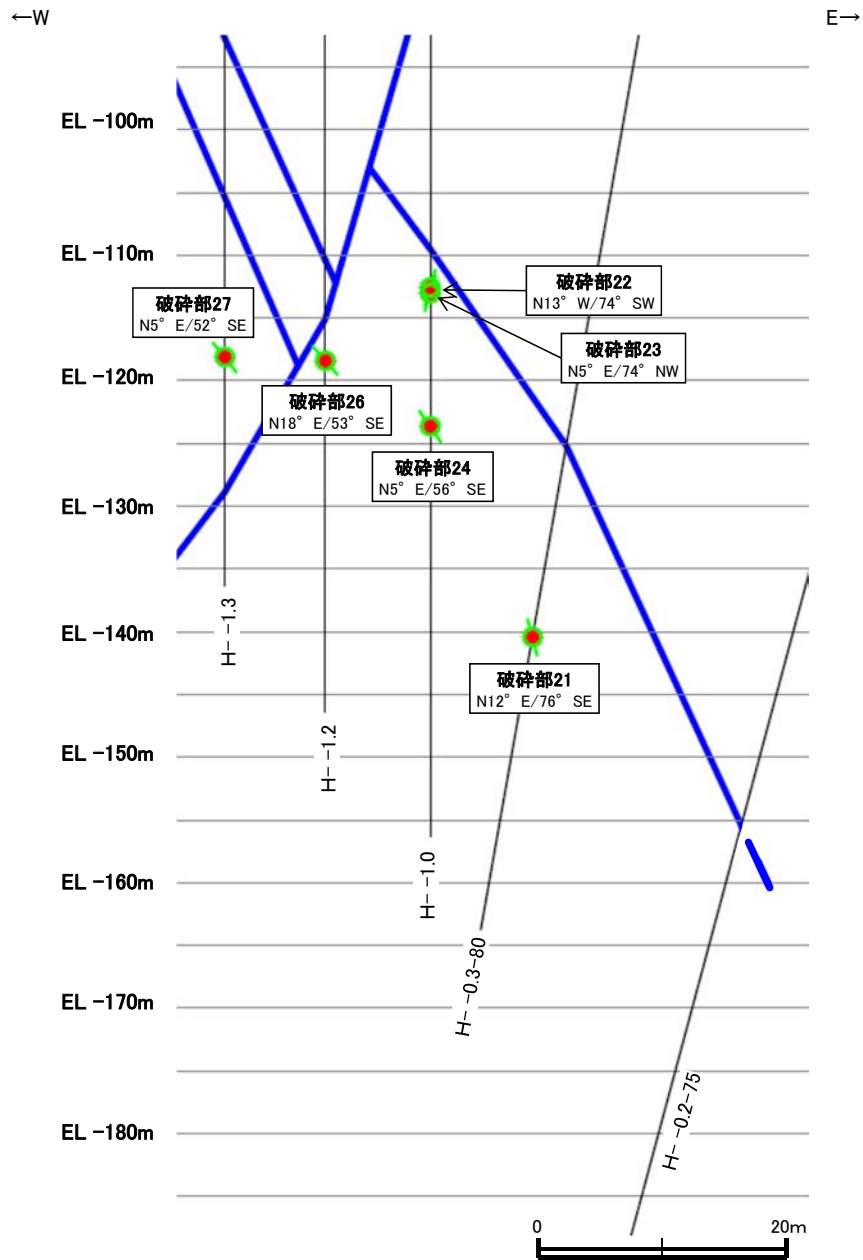 ←W
E→
EL -100m
EL -110m
破砕部22
N13° W/74° SW
破砕部27
N5° E/52° SE
破砕部23
N5° E/74° NW
EL -120m
破砕部26
N18° E/53° SE
破砕部24
N5° E/56° SE
EL -130m
H- -1.3
EL -140m
破砕部21
N12° E/76° SE
H- -1.2
EL -150m
H- -1.0
EL -160m
H- -0.3-80
EL -170m
H- -0.2-75
EL -180m
0
20m